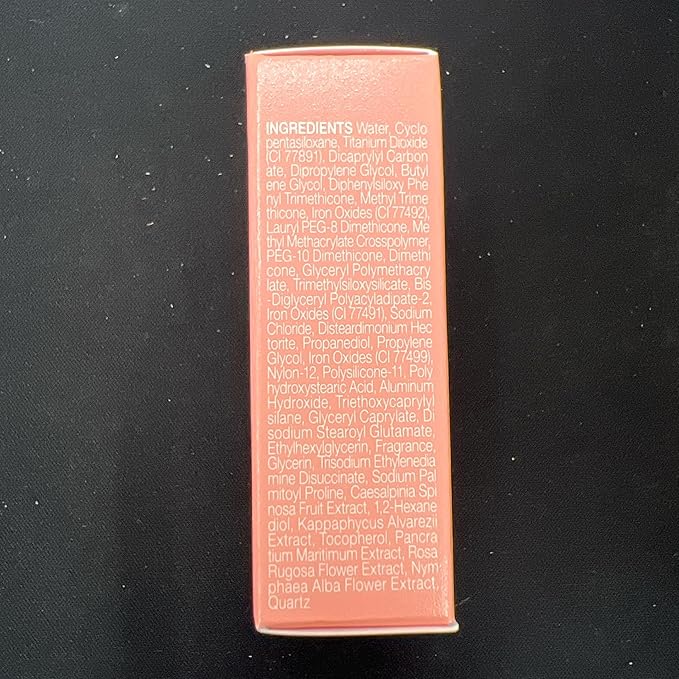 INGREDIENTS Water, Cyclo
pentasiloxane, Titanium Dioxide
(CI 77891), Dicaprylyl Carbon
ate, Dipropylene Glycol, Butyl
ene Glycol, Diphenylsiloxy Phe
nyl Trimethicone, Methyl Trime
thicone, Iron Oxides (CI 77492),
Lauryl PEG-8 Dimethicone, Me
thyl Methacrylate Crosspolymer,
PEG-10 Dimethicone, Dimethi
cone, Glyceryl Polymethacry
late, Trimethylsiloxysilicate, Bis
-Diglyceryl Polyacyladipate-2,
Iron Oxides (CI 77491), Sodium
Chloride, Disteardimonium Hec
torite, Propanediol, Propylene
Glycol, Iron Oxides (CI 77499),
Nylon-12, Polysilicone-11, Poly
hydroxystearic Acid, Aluminum
Hydroxide, Triethoxycaprylyl
silane, Glyceryl Caprylate, Di
sodium Stearoyl Glutamate,
Ethylhexylglycerin, Fragrance,
Glycerin, Trisodium Ethylenedia
mine Disuccinate, Sodium Pal
mitoyl Proline, Caesalpinia Spi
nosa Fruit Extract, 1,2-Hexane
diol, Kappaphycus Alvarezii
Extract, Tocopherol, Pancra
tium Maritimum Extract, Rosa
Rugosa Flower Extract, Nym
phaea Alba Flower Extract,
Quartz